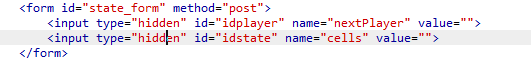 <form id="state_form" method="post">
<input type="hidden" id="idplayer" name="nextPlayer" value="">
<input type="hidden" id="idstate" name="cells" value="">
</form>